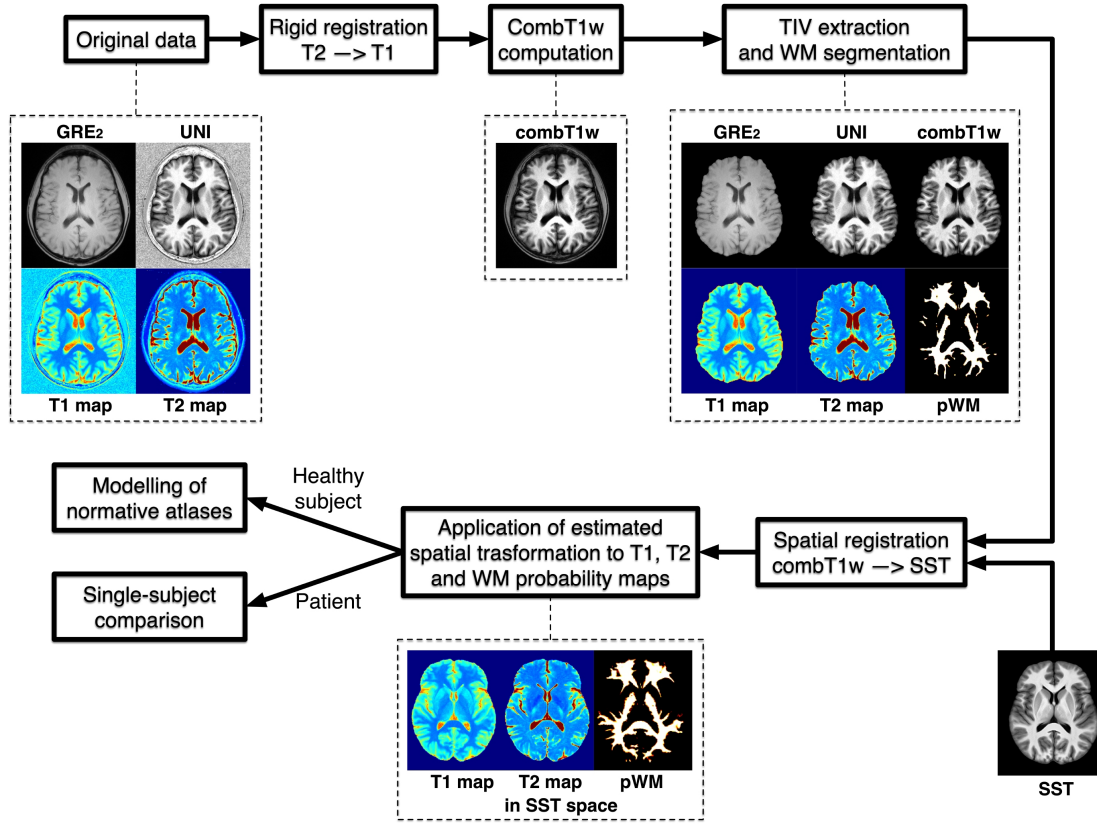 Original data
Rigid registration
T2 —> T1
CombT1w
computation
TIV extraction
and WM segmentation
GRE2
UNI
T1 map
T2 map
combT1w
GRE2
UNI
combT1w
T1 map
T2 map
pWM
Spatial registration
combT1w —> SST
SST
Application of estimated
spatial trasformation to T1, T2
and WM probability maps
T1 map
T2 map
pWM
in SST space
Healthy
subject
Modelling of
normative atlases
Patient
Single-subject
comparison